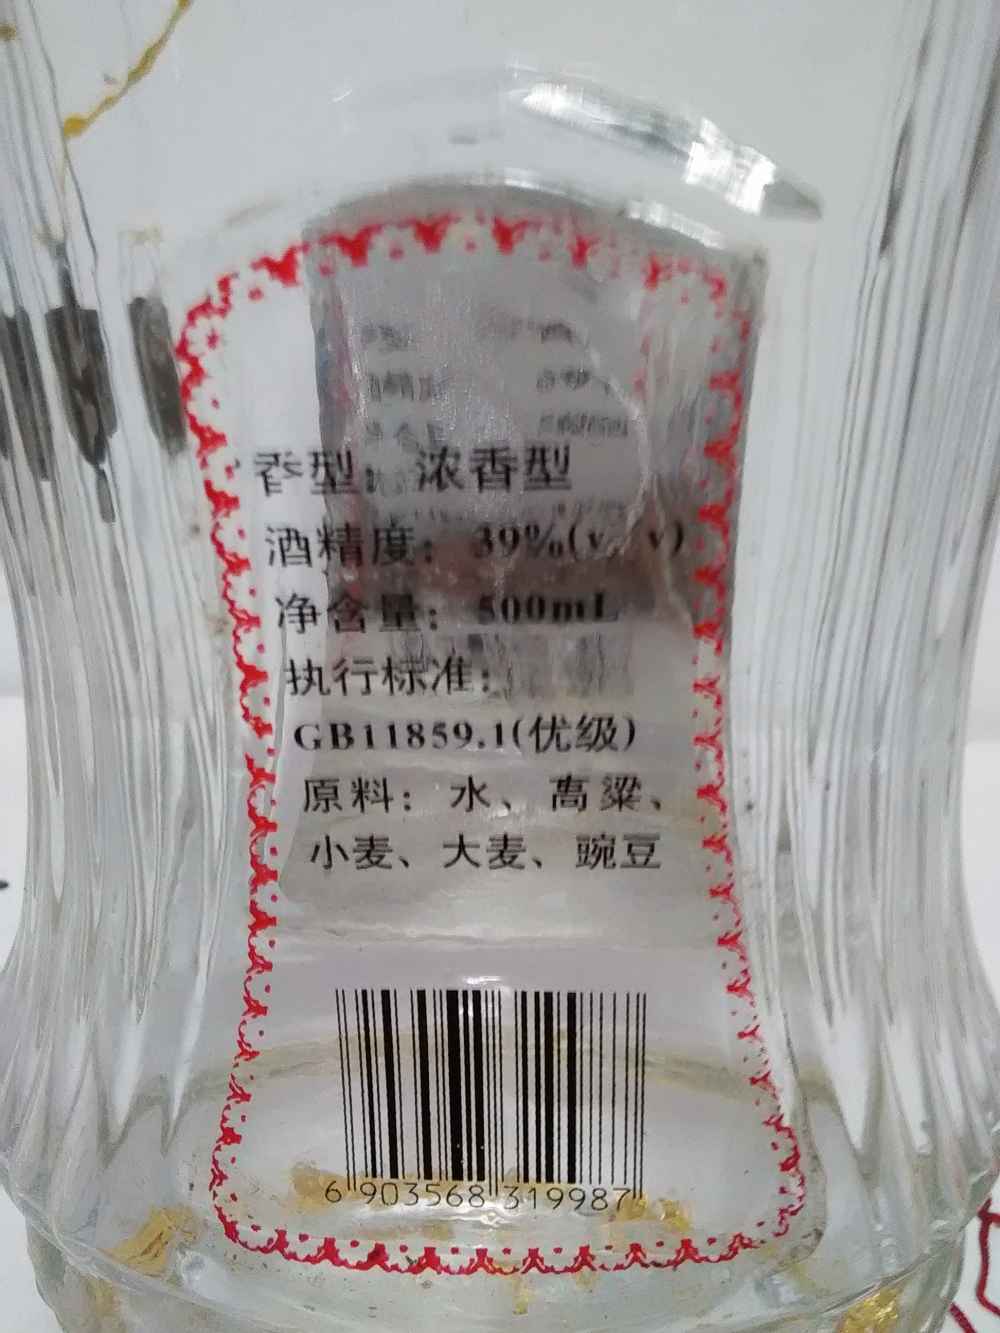 香型：浓香型
酒精度：39%(v/v)
净含量：500mL
执行标准：
GB11859.1(优级)
原料：水、高粱、
小麦、大麦、豌豆
6 903568 319987